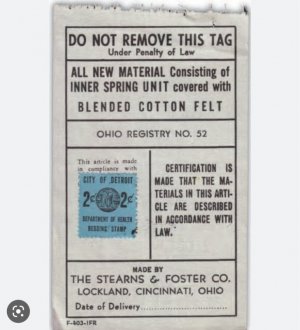 DO NOT REMOVE THIS TAG
Under Penalty of Law
ALL NEW MATERIAL Consisting of
INNER SPRING UNIT covered with
BLENDED COTTON FELT
OHIO REGISTRY NO. 52
This article is made
in compliance with
CITY OF DETROIT
2¢ 2¢
DEPARTMENT OF HEALTH
BEDDING STAMP
CERTIFICATION IS
MADE THAT THE MA-
TERIALS IN THIS ARTI-
CLE ARE DESCRIBED
IN ACCORDANCE WITH
LAW.
MADE BY
THE STEARNS & FOSTER CO.
LOCKLAND, CINCINNATI, OHIO
Date of Delivery
F-403-IFR